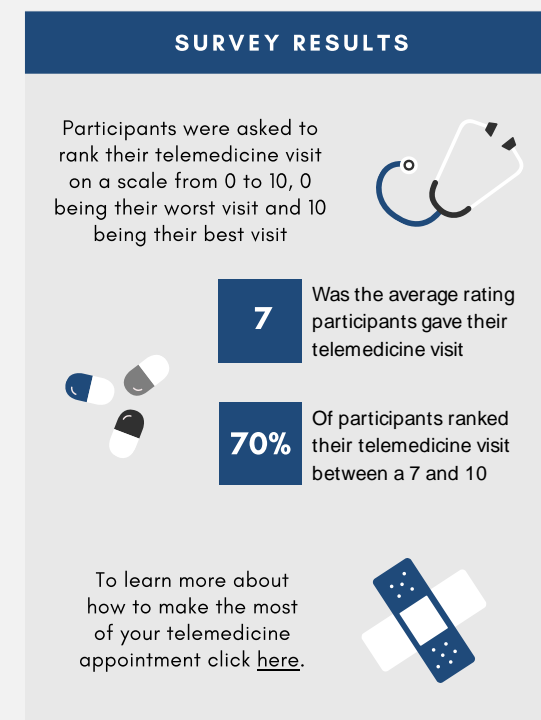 SURVEY RESULTS
Participants were asked to
rank their telemedicine visit
on a scale from 0 to 10, 0
being their worst visit and 10
being their best visit
7
Was the average rating
participants gave their
telemedicine visit
70%
Of participants ranked
their telemedicine visit
between a 7 and 10
To learn more about
how to make the most
of your telemedicine
appointment click here.